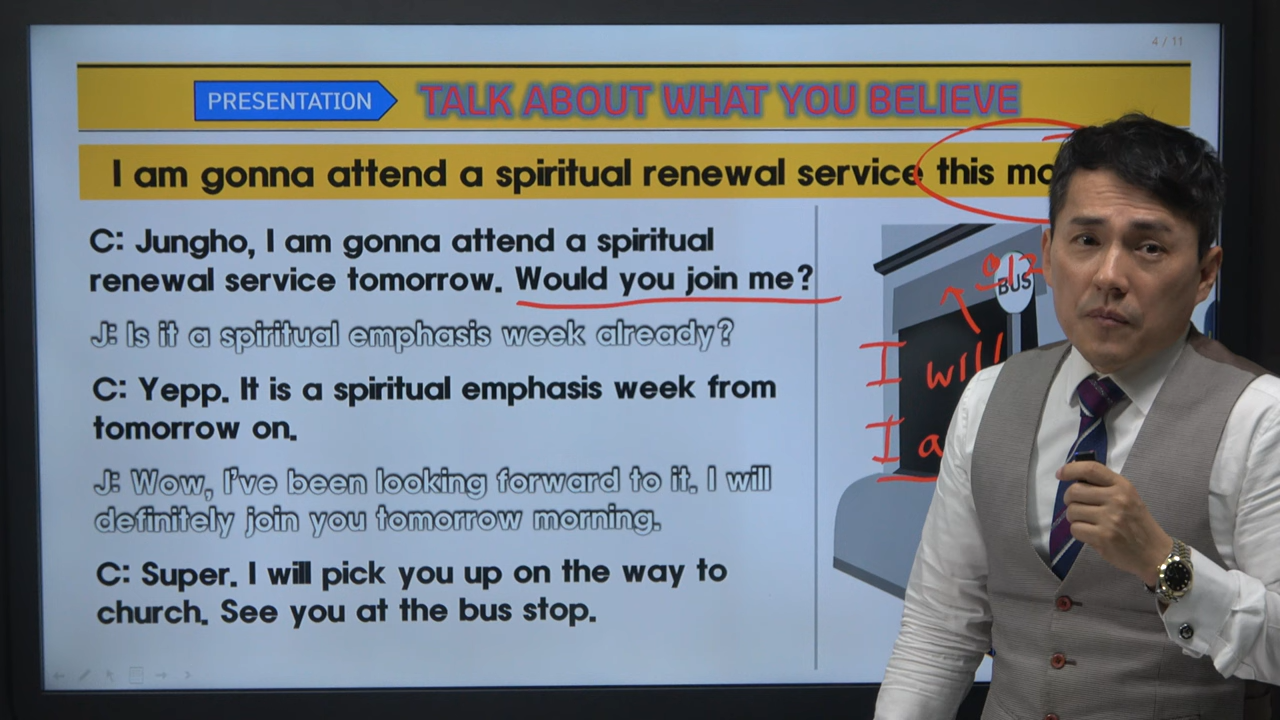 4 / 11
PRESENTATION
TALK ABOUT WHAT YOU BELIEVE
I am gonna attend a spiritual renewal service this
C: Jungho, I am gonna attend a spiritual
renewal service tomorrow. Would you join me?
J: Is it a spiritual emphasis week already?
C: Yepp. It is a spiritual emphasis week from
tomorrow on.
J: Wow, I've been looking forward to it. I will
definitely join you tomorrow morning.
C: Super. I will pick you up on the way to
church. See you at the bus stop.
BUS
I will
I